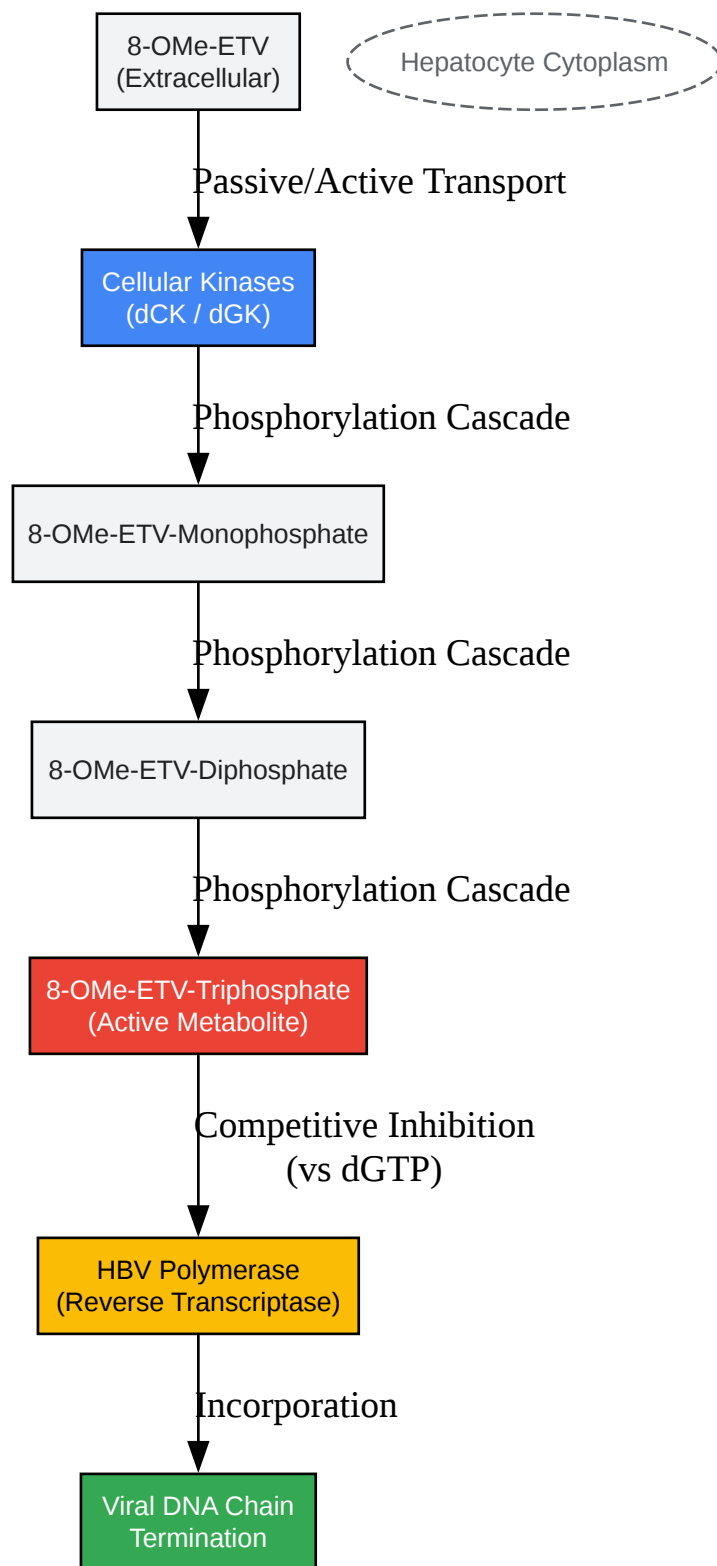 8-OMe-ETV
(Extracellular)
Hepatocyte Cytoplasm
Passive/Active Transport
Cellular Kinases
(dCK / dGK)
Phosphorylation Cascade
8-OMe-ETV-Monophosphate
Phosphorylation Cascade
8-OMe-ETV-Diphosphate
Phosphorylation Cascade
8-OMe-ETV-Triphosphate
(Active Metabolite)
Competitive Inhibition
(vs dGTP)
HBV Polymerase
(Reverse Transcriptase)
Incorporation
Viral DNA Chain
Termination